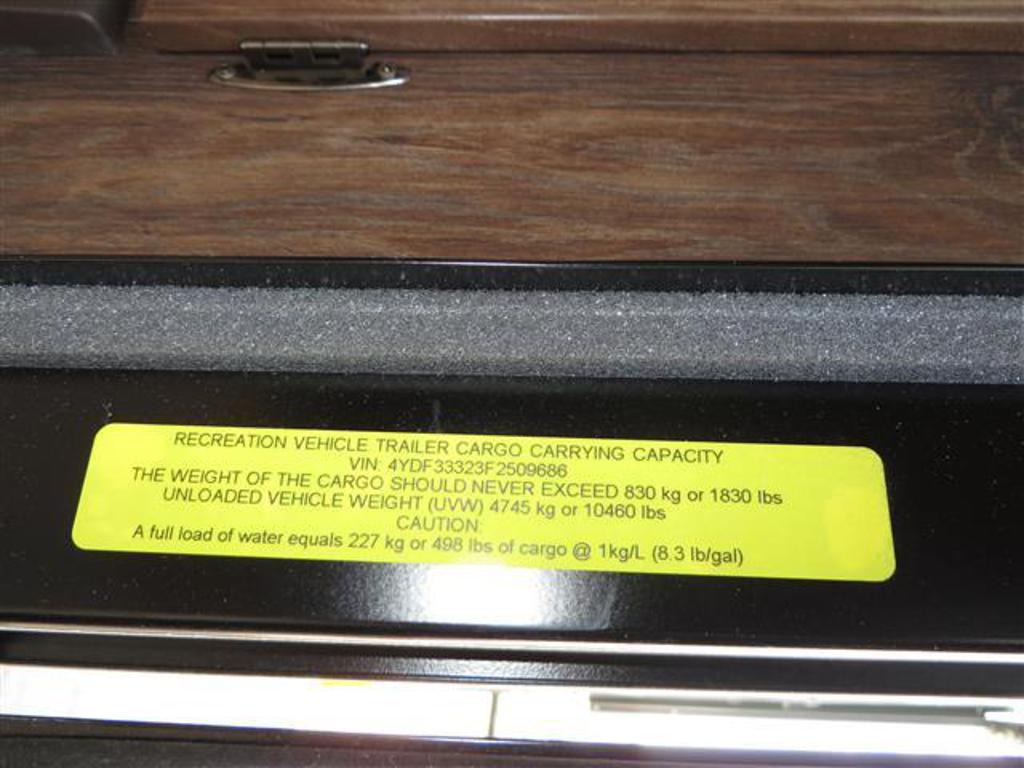 RECREATION VEHICLE TRAILER CARGO CARRYING CAPACITY
VIN: 4YDF33323F2509686
THE WEIGHT OF THE CARGO SHOULD NEVER EXCEED 830 kg or 1830 lbs
UNLOADED VEHICLE WEIGHT (UVW) 4745 kg or 10460 lbs
CAUTION:
A full load of water equals 227 kg or 498 lbs of cargo @ 1kg/L (8.3 lb/gal)